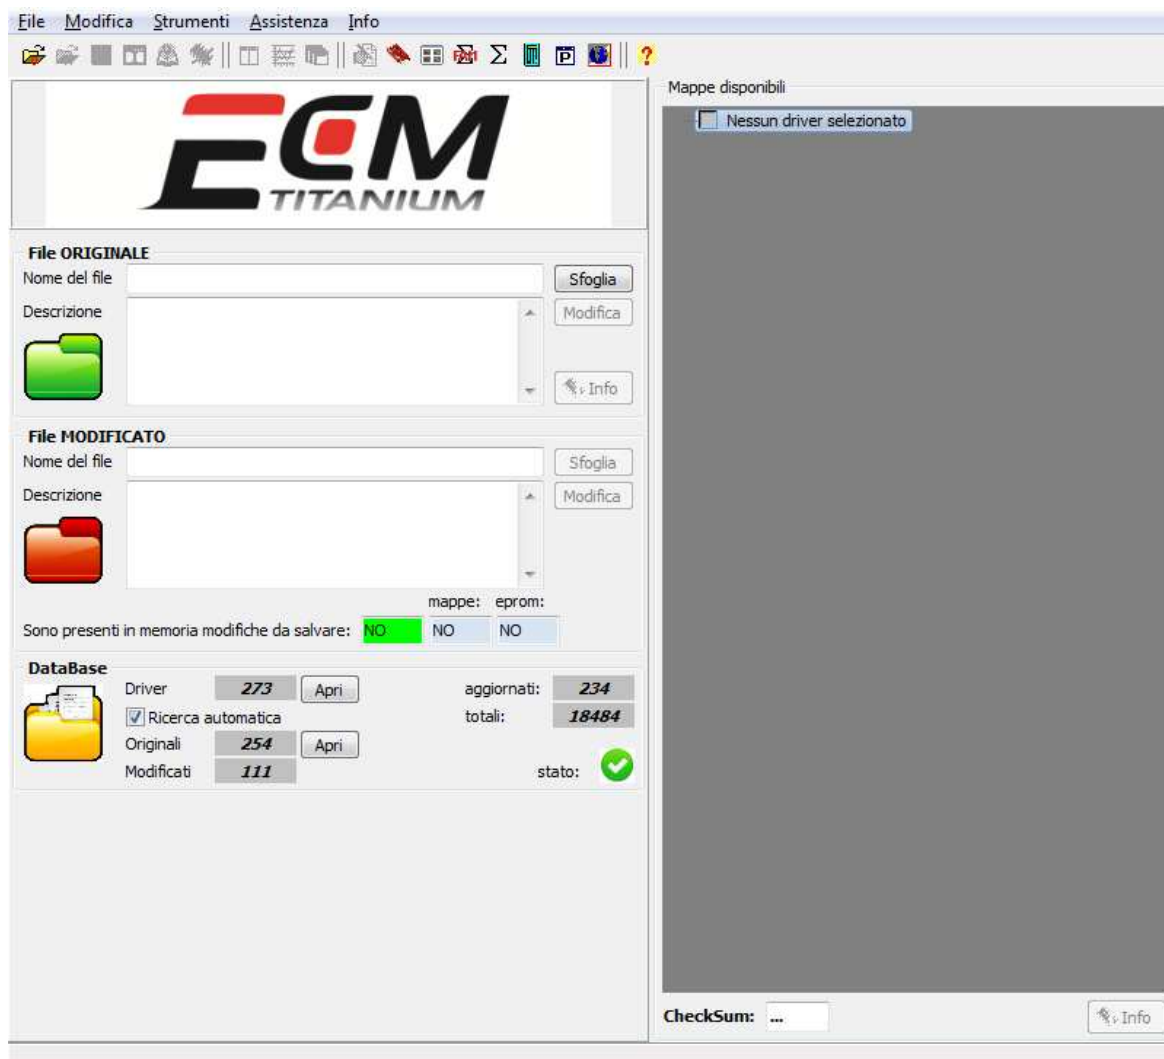 File Modifica Strumenti Assistenza Info
Mappe disponibili
Nessun driver selezionato
ECM
TITANIUM
File ORIGINALE
Nome del file
Sfoglia
Descrizione
Modifica
Info
File MODIFICATO
Nome del file
Sfoglia
Descrizione
Modifica
mappe: eprom:
Sono presenti in memoria modifiche da salvare: NO NO NO
DataBase
Driver 273 Apri aggiornati: 234
Ricerca automatica totali: 18484
Originali 254 Apri
Modificati 111 stato:
CheckSum: ... Info